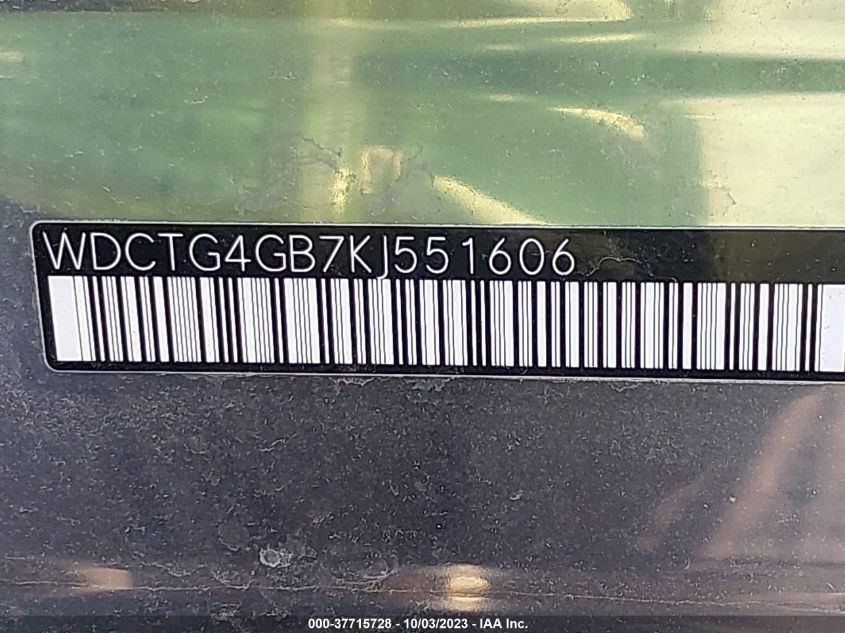 WDCTG4GB7KJ551606
000-37715728 - 10/03/2023 - IAA Inc.